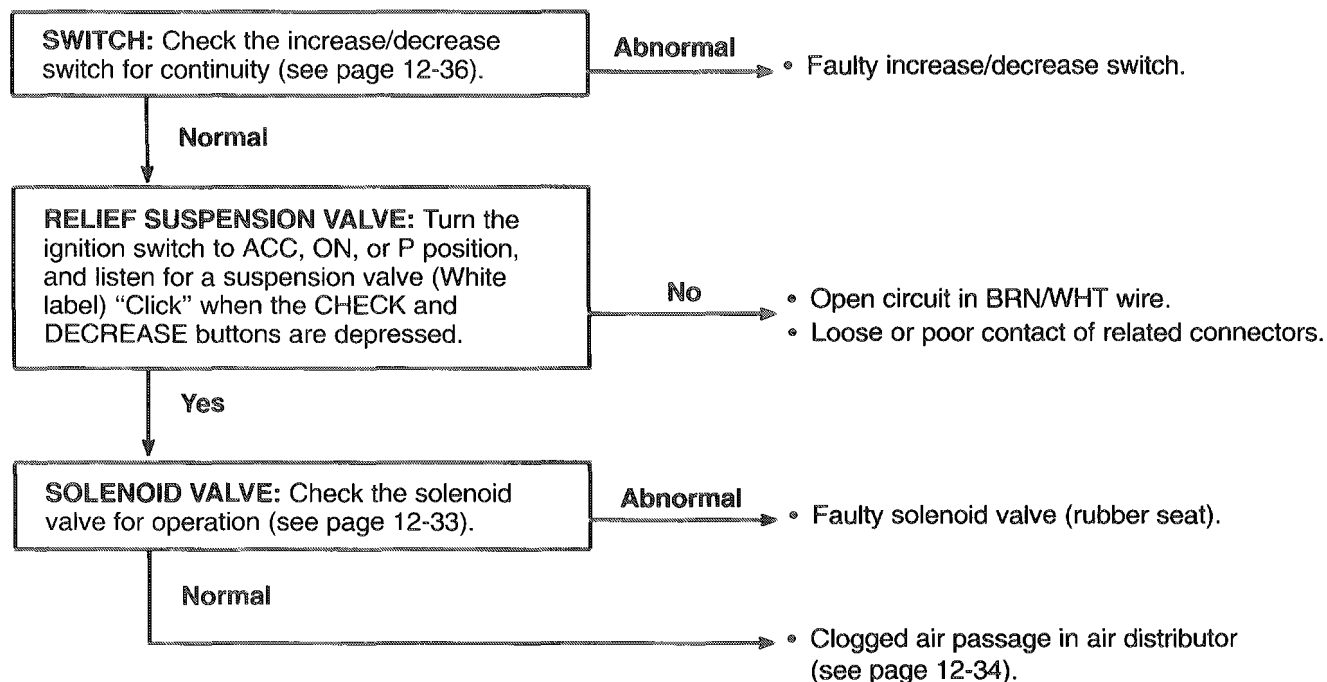 SWITCH: Check the increase/decrease
switch for continuity (see page 12-36).
Abnormal
• Faulty increase/decrease switch.
Normal
RELIEF SUSPENSION VALVE: Turn the
ignition switch to ACC, ON, or P position,
and listen for a suspension valve (White
label) “Click” when the CHECK and
DECREASE buttons are depressed.
No
• Open circuit in BRN/WHT wire.
• Loose or poor contact of related connectors.
Yes
SOLENOID VALVE: Check the solenoid
valve for operation (see page 12-33).
Abnormal
• Faulty solenoid valve (rubber seat).
Normal
• Clogged air passage in air distributor
(see page 12-34).